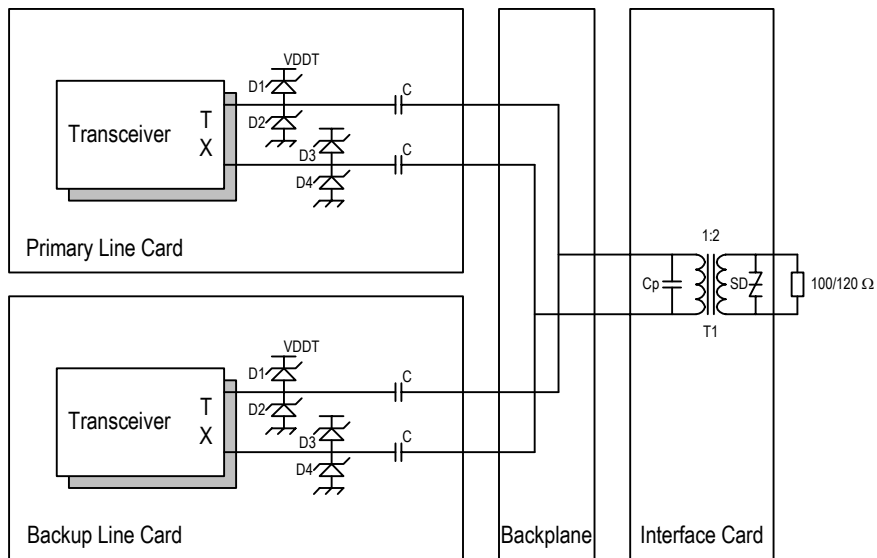 VDDT
D1
C
D2
Transceiver
T
X
D3
C
D4
Primary Line Card
1:2
Cp
SD
100/120 Ω
T1
VDDT
D1
C
D2
Transceiver
T
X
D3
C
D4
Backup Line Card
Backplane
Interface Card